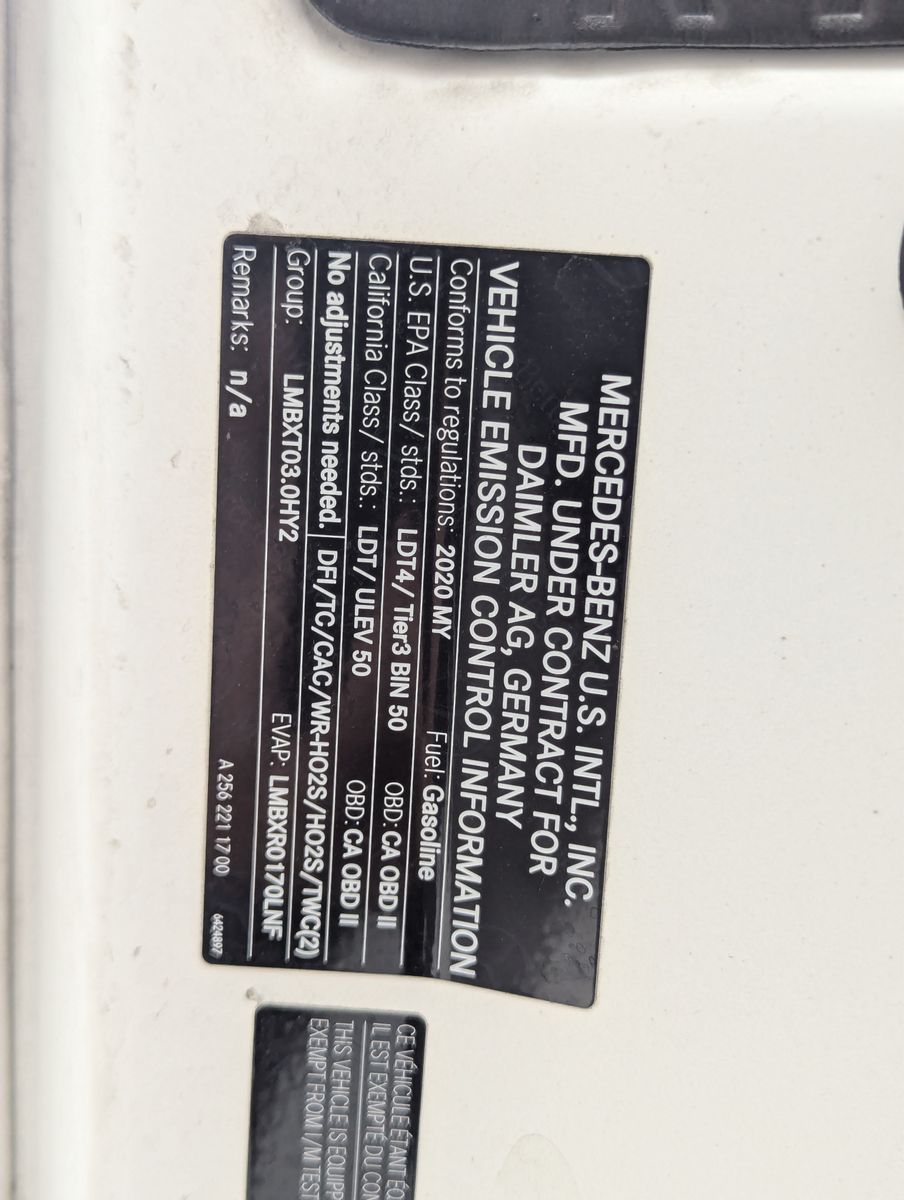 MERCEDES-BENZ U.S. INTL., INC.
MFD. UNDER CONTRACT FOR
DAIMLER AG, GERMANY
VEHICLE EMISSION CONTROL INFORMATION
Conforms to regulations: 2020 MY Fuel: Gasoline
U.S. EPA Class/ stds.: LDT4/ Tier3 BIN 50 OBD: CA OBD II
California Class/ stds.: LDT/ ULEV 50 OBD: CA OBD II
No adjustments needed. DFI/TC/CAC/WR-HO2S/HO2S/TWC(2)
Group: LMBXT03.0HY2 EVAP: LMBXR0170LNF
Remarks: n/a
A 256 221 17 00
6424897
CE VÉHICULE ÉTANT
IL EST EXEMPTÉ DU
THIS VEHICLE IS
EXEMPT FROM I/M TEST